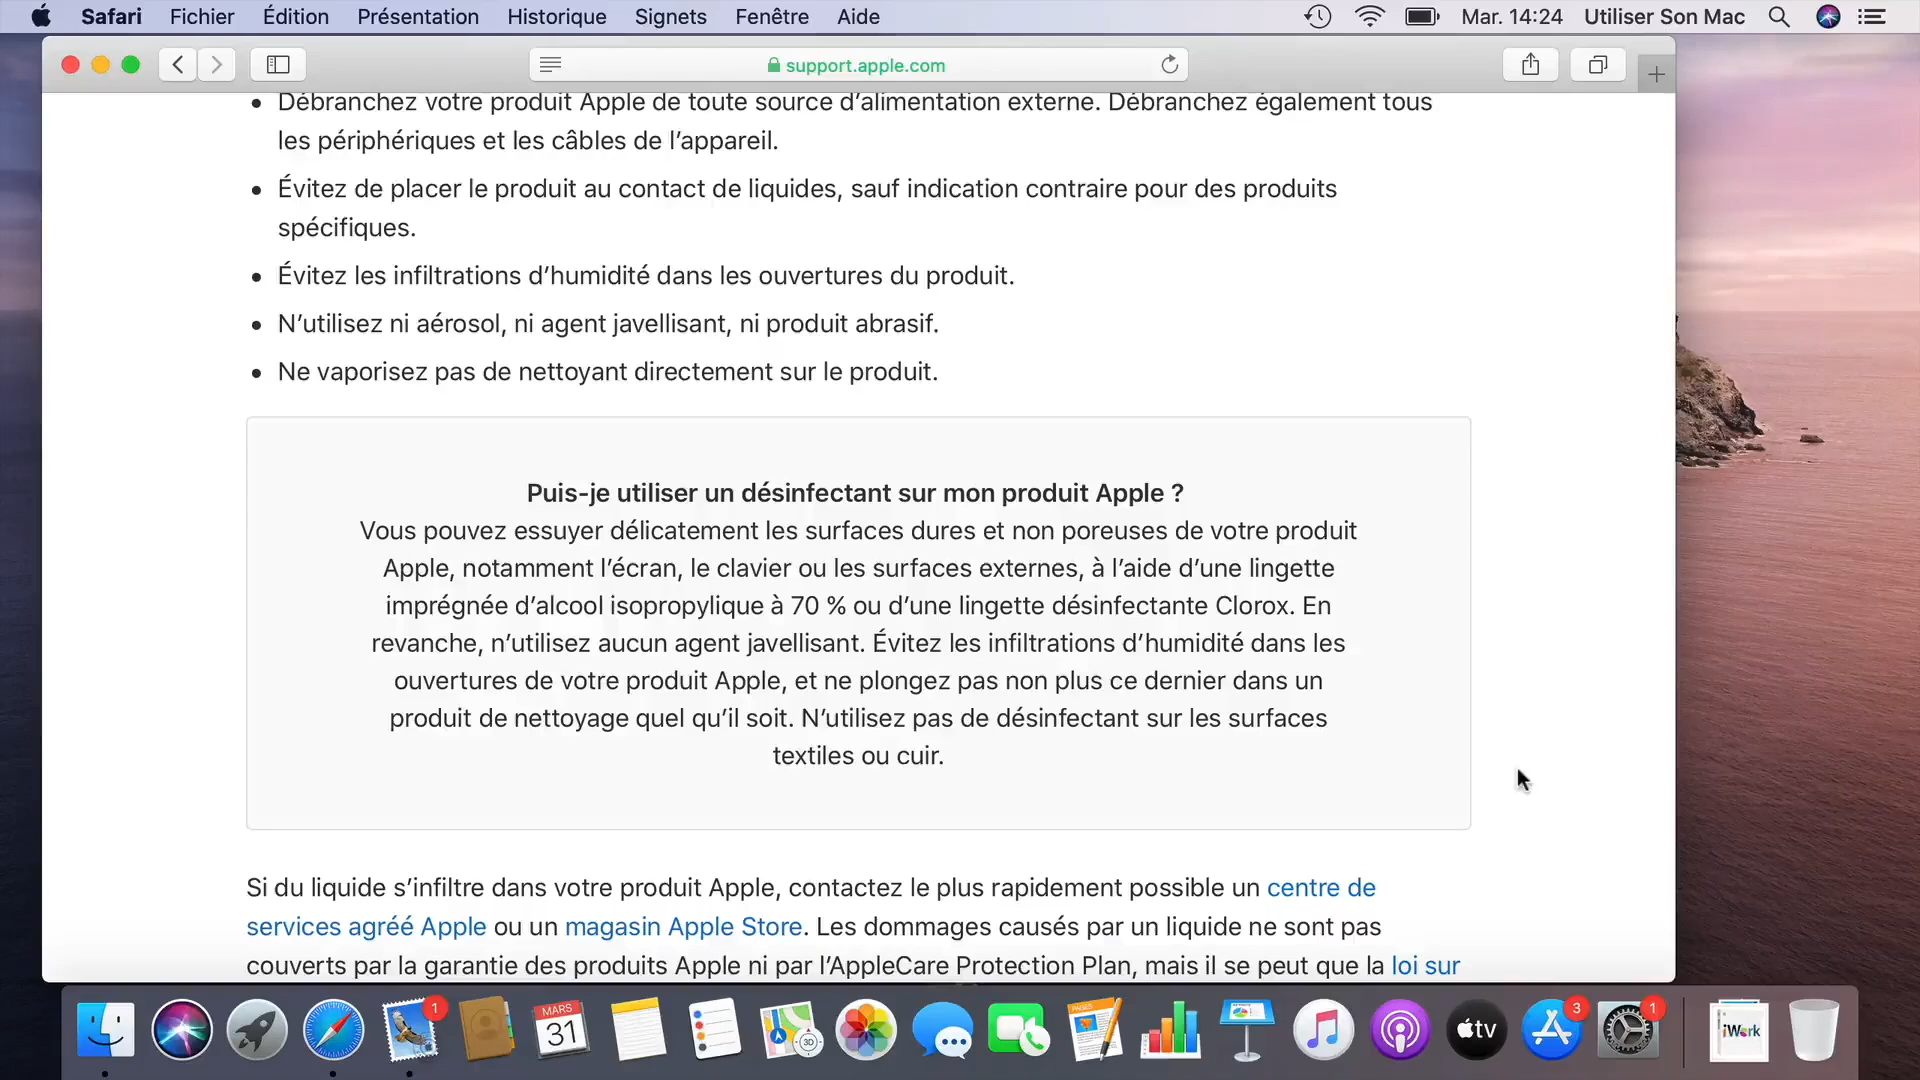 Safari Fichier Édition Présentation Historique Signets Fenêtre Aide Mar. 14:24 Utiliser Son Mac
support.apple.com
• Débranchez votre produit Apple de toute source d’alimentation externe. Débranchez également tous
les périphériques et les câbles de l’appareil.
• Évitez de placer le produit au contact de liquides, sauf indication contraire pour des produits
spécifiques.
• Évitez les infiltrations d’humidité dans les ouvertures du produit.
• N’utilisez ni aérosol, ni agent javellisant, ni produit abrasif.
• Ne vaporisez pas de nettoyant directement sur le produit.
Puis-je utiliser un désinfectant sur mon produit Apple ?
Vous pouvez essuyer délicatement les surfaces dures et non poreuses de votre produit
Apple, notamment l’écran, le clavier ou les surfaces externes, à l’aide d’une lingette
imprégnée d’alcool isopropylique à 70 % ou d’une lingette désinfectante Clorox. En
revanche, n’utilisez aucun agent javellisant. Évitez les infiltrations d’humidité dans les
ouvertures de votre produit Apple, et ne plongez pas non plus ce dernier dans un
produit de nettoyage quel qu’il soit. N’utilisez pas de désinfectant sur les surfaces
textiles ou cuir.
Si du liquide s’infiltre dans votre produit Apple, contactez le plus rapidement possible un centre de
services agréé Apple ou un magasin Apple Store. Les dommages causés par un liquide ne sont pas
couverts par la garantie des produits Apple ni par l’AppleCare Protection Plan, mais il se peut que la loi sur
1
MARS
31
3D
PAGES
tv
3
1
iWork